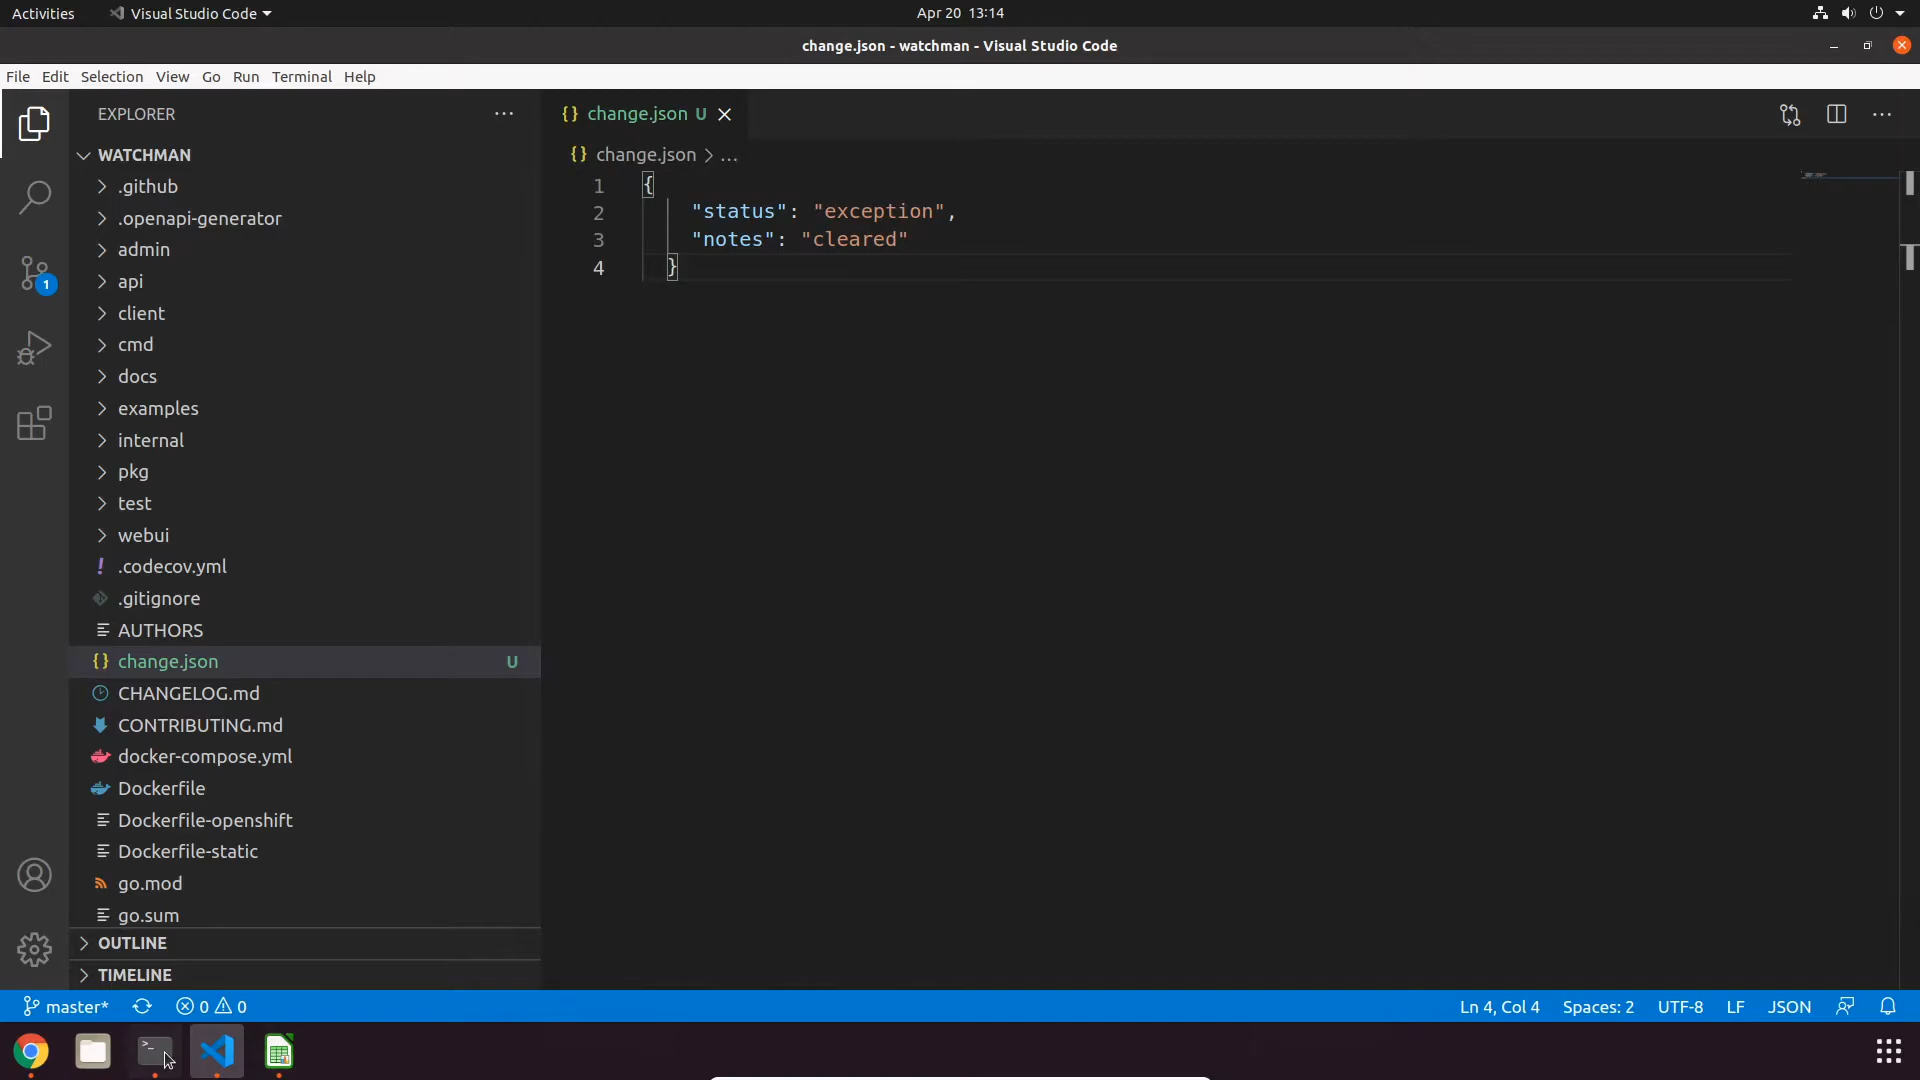 Activities Visual Studio Code Apr 20 13:14
change.json - watchman - Visual Studio Code
File Edit Selection View Go Run Terminal Help
EXPLORER
WATCHMAN
.github
.openapi-generator
admin
api
client
cmd
docs
examples
internal
pkg
test
webui
.codecov.yml
.gitignore
AUTHORS
change.json U
CHANGELOG.md
CONTRIBUTING.md
docker-compose.yml
Dockerfile
Dockerfile-openshift
Dockerfile-static
go.mod
go.sum
OUTLINE
TIMELINE
1
change.json U
change.json > ...
1 {
2 "status": "exception",
3 "notes": "cleared"
4 }
master* 0 0 Ln 4, Col 4 Spaces: 2 UTF-8 LF JSON